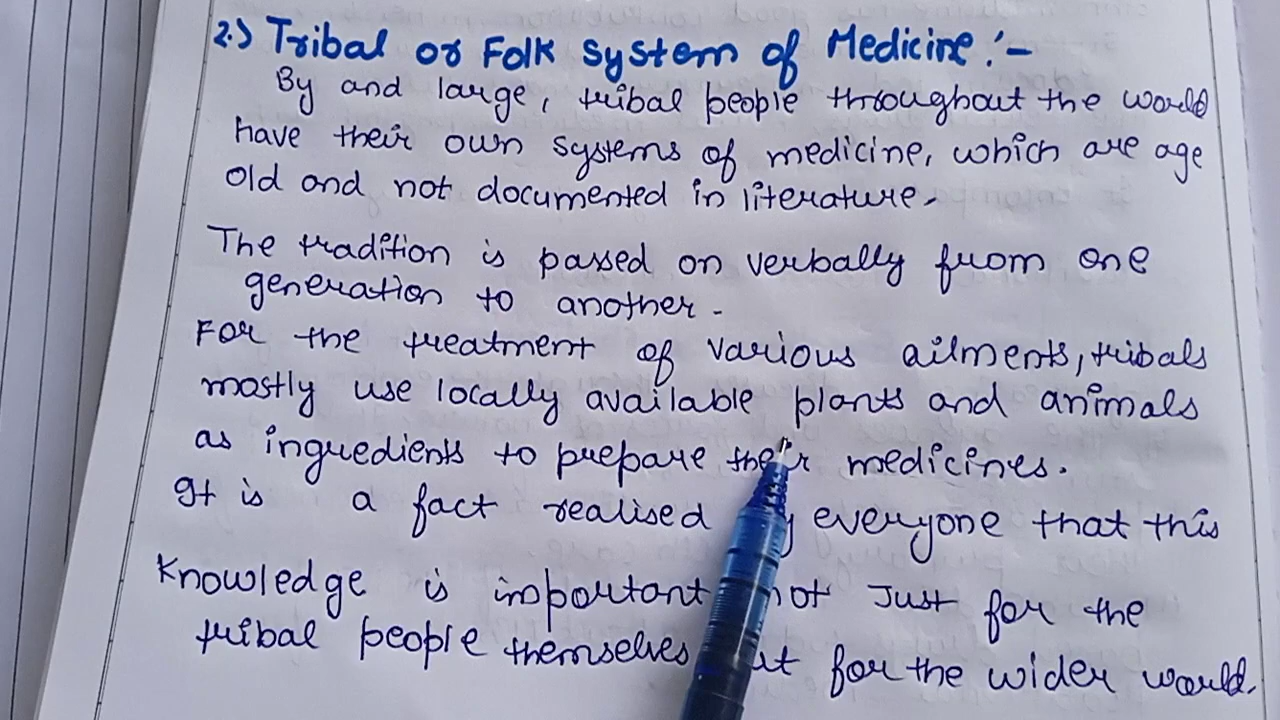 2.) Tribal or Folk System of Medicine :-
By and large, tribal people throughout the world
have their own systems of medicine, which are age
old and not documented in literature.
The tradition is passed on verbally from one
generation to another.
For the treatment of various ailments, tribals
mostly use locally available plants and animals
as ingredients to prepare their medicines.
It is a fact realised everyone that this
Knowledge is important not Just for the
tribal people themselves but for the wider world.